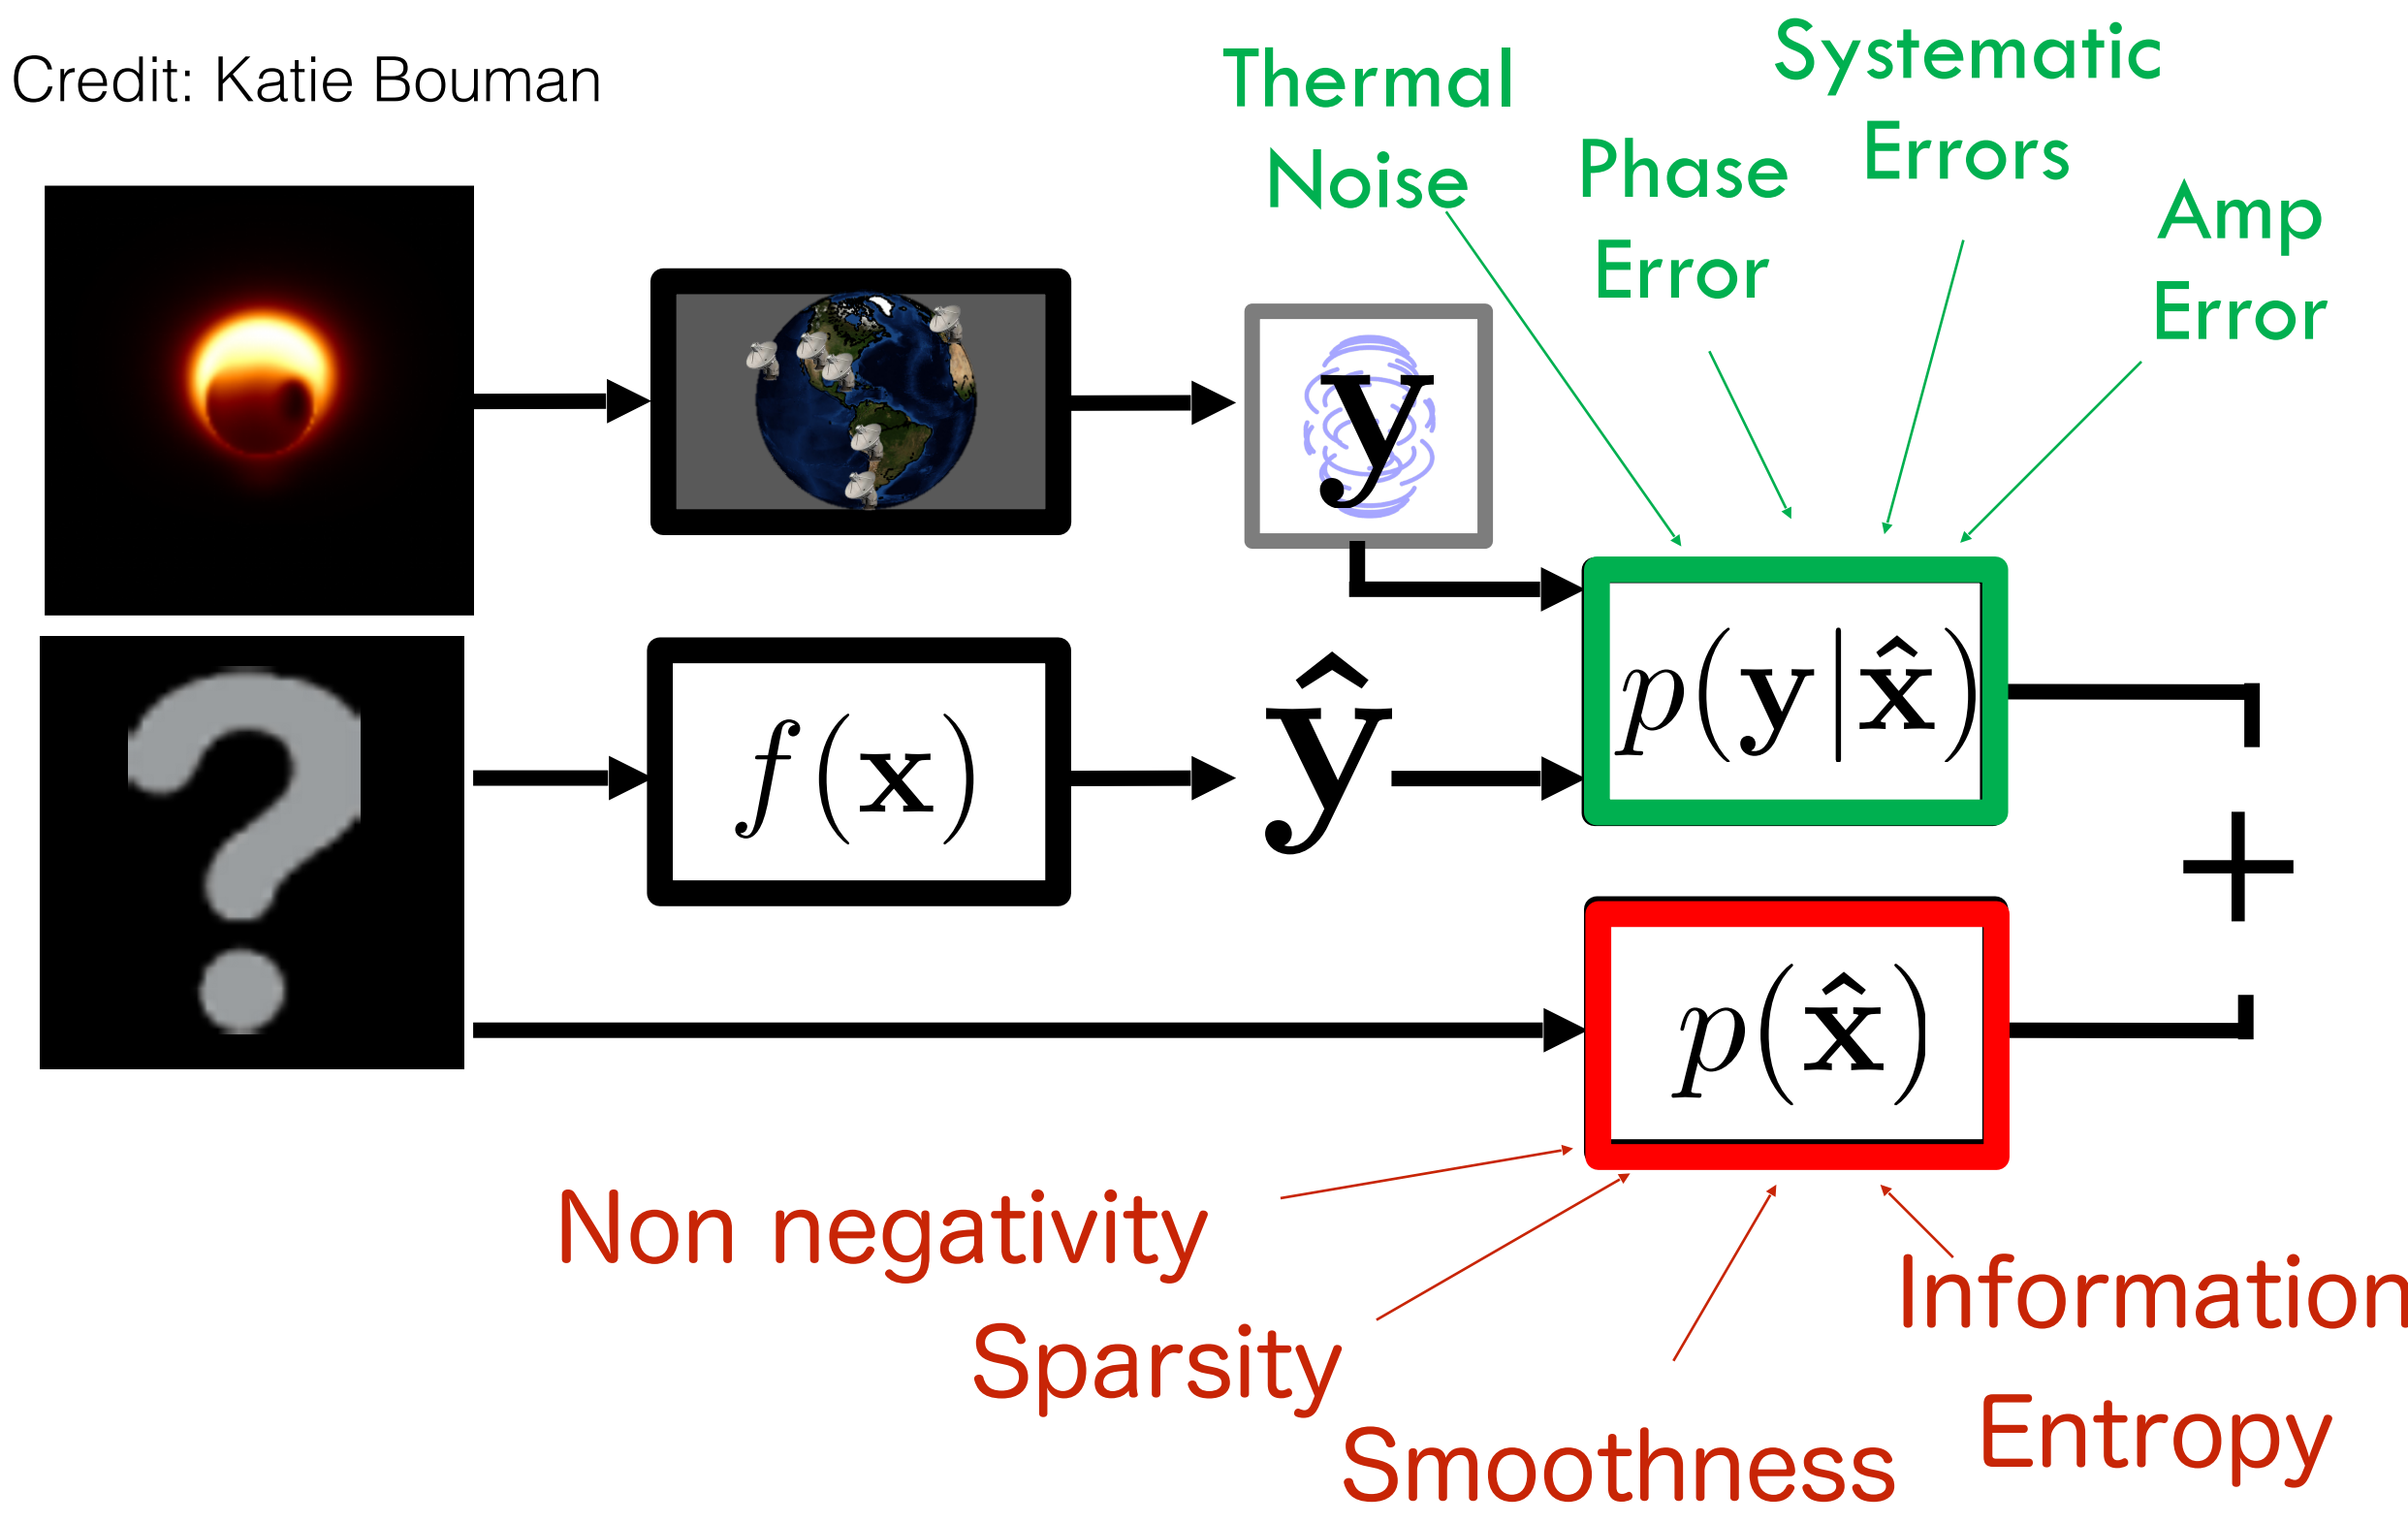 Credit: Katie Bouman
Thermal
Noise
Phase
Error
Systematic
Errors
Amp
Error
y
f(x)
ŷ
p(y|x̂)
+
p(x̂)
?
Non negativity
Sparsity
Smoothness
Information
Entropy